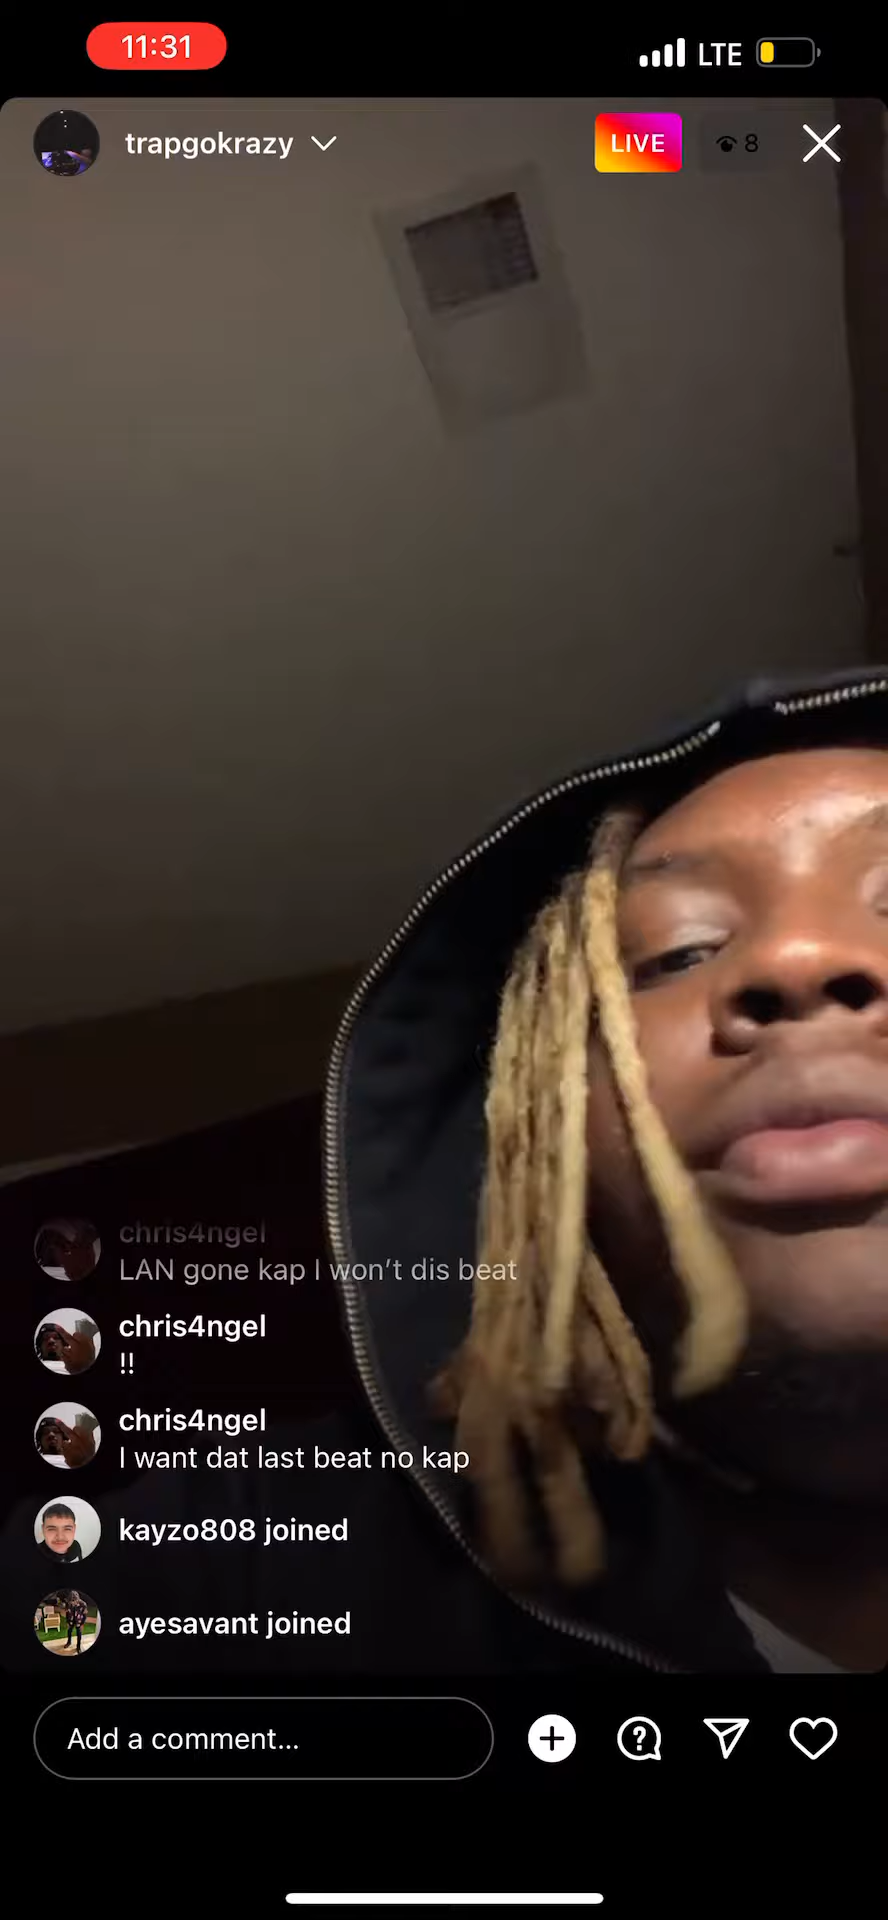 11:31
LTE
trapgokrazy
LIVE
8
chris4ngel
LAN gone kap I won’t dis beat
chris4ngel
!!
chris4ngel
I want dat last beat no kap
kayzo808 joined
ayesavant joined
Add a comment...